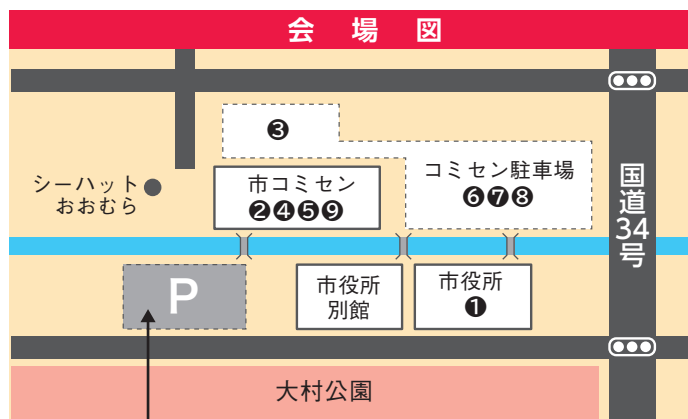 会場図
❸
シーハット
おおむら
市コミセン
❷❹❺❾
コミセン駐車場
❻❼❽
国道34号
P
市役所
別館
市役所
❶
大村公園